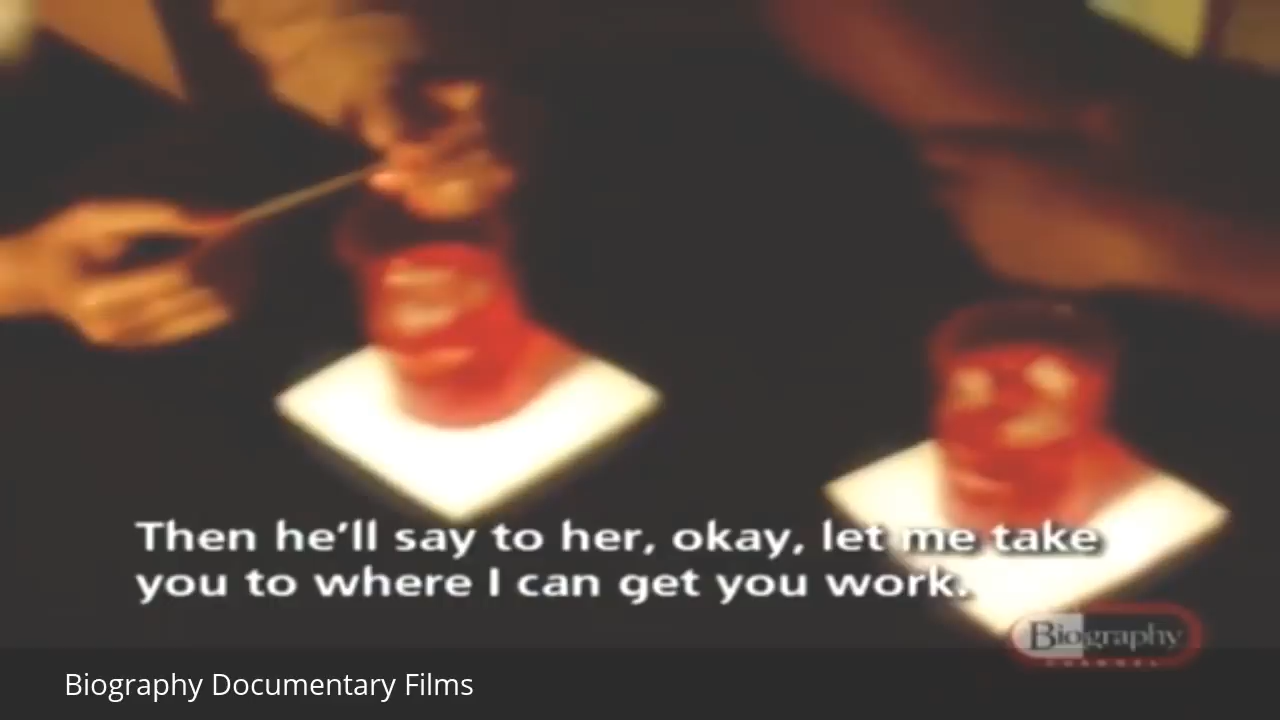 Then he'll say to her, okay, let me take
you to where I can get you work.
Biography
CHANNEL
Biography Documentary Films